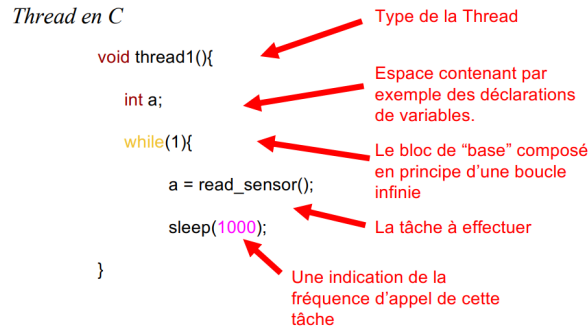 Thread en C
Type de la Thread
void thread1(){
Espace contenant par
exemple des déclarations
de variables.
int a;
while(1){
Le bloc de “base” composé
en principe d’une boucle
infinie
a = read_sensor();
La tâche à effectuer
sleep(1000);
}
Une indication de la
fréquence d’appel de cette
tâche